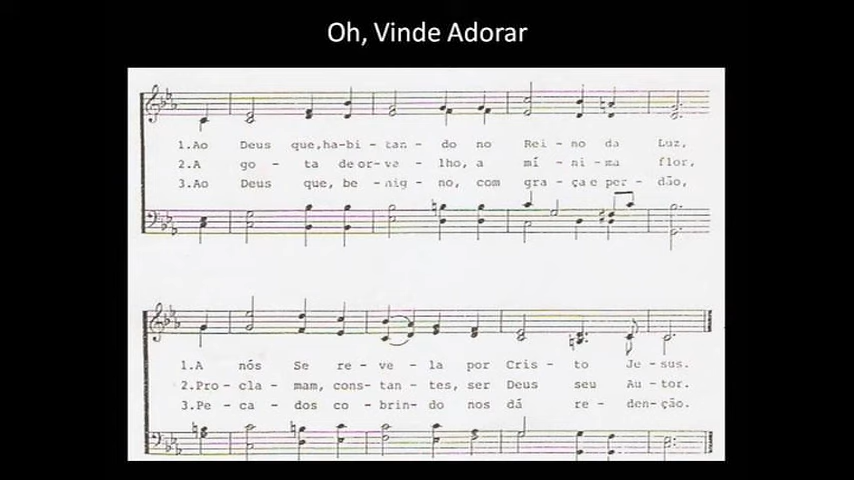 Oh, Vinde Adorar
1.Ao Deus que,ha-bi - tan - do no Rei - no da Luz,
2.A go - ta de or-va - lho, a mí - ni - ma flor,
3.Ao Deus que, be - nig - no, com gra - ça e per - dão,
1.A nós Se re - ve - la por Cris - to Je - sus.
2.Pro - cla - mam, cons - tan - tes, ser Deus seu Au - tor.
3.Pe - ca - dos co - brin - do nos dá re - den - ção.